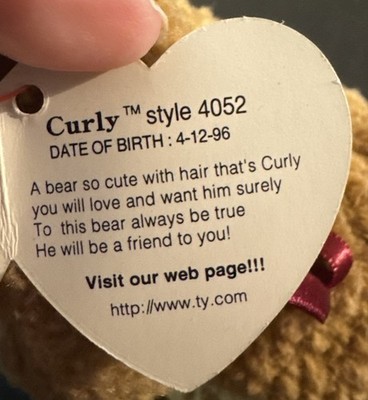 Curly™ style 4052
DATE OF BIRTH : 4-12-96
A bear so cute with hair that's Curly
you will love and want him surely
To this bear always be true
He will be a friend to you!
Visit our web page!!!
http://www.ty.com